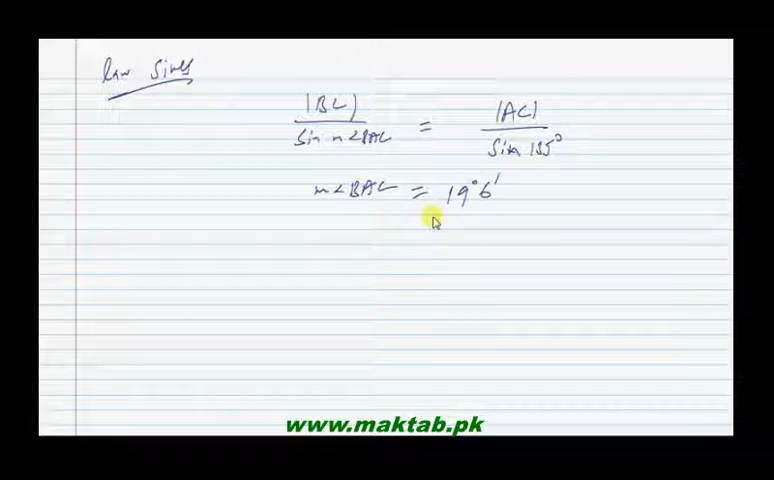 law Sines
|BC| / Sin m∠BAC = |AC| / Sin 135°
m∠BAC = 19°6'
www.maktab.pk